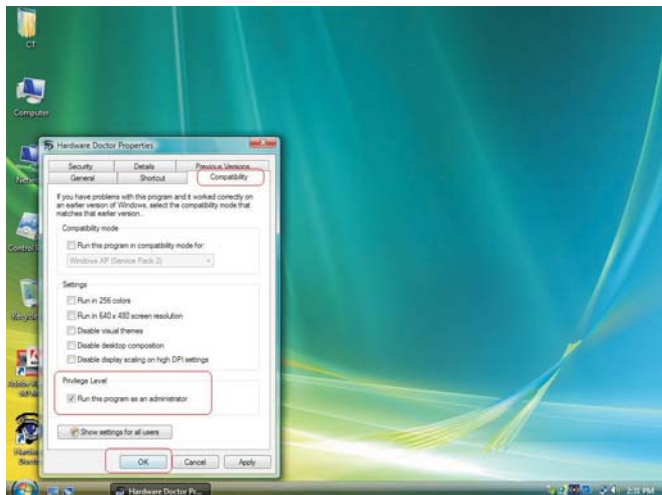 CT
Computer
Hardware Doctor Properties
Security Details Previous Versions
General Shortcut Compatibility
If you have problems with this program and it worked correctly on
an earlier version of Windows, select the compatibility mode that
matches that earlier version.
Compatibility mode
Run this program in compatibility mode for:
Windows XP (Service Pack 2)
Settings
Run in 256 colors
Run in 640 x 480 screen resolution
Disable visual themes
Disable desktop composition
Disable display scaling on high DPI settings
Privilege Level
Run this program as an administrator
Show settings for all users
OK Cancel Apply
Hardware Doctor Pr...
2:11 PM